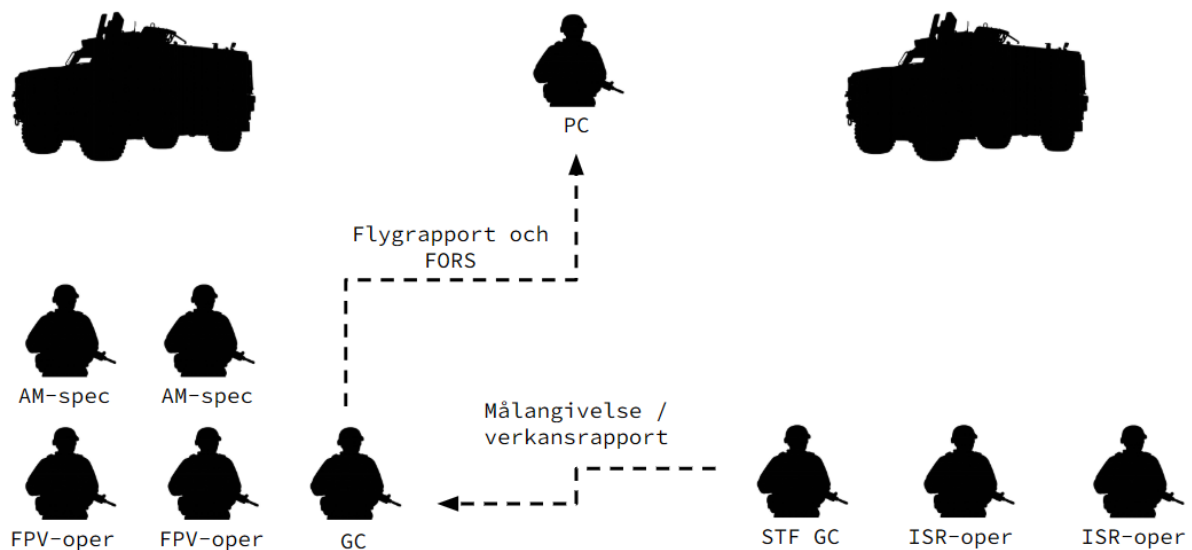 PC
Flygrapport och
FORS
AM-spec
AM-spec
Målangivelse /
verkansrapport
FPV-oper
FPV-oper
GC
STF GC
ISR-oper
ISR-oper